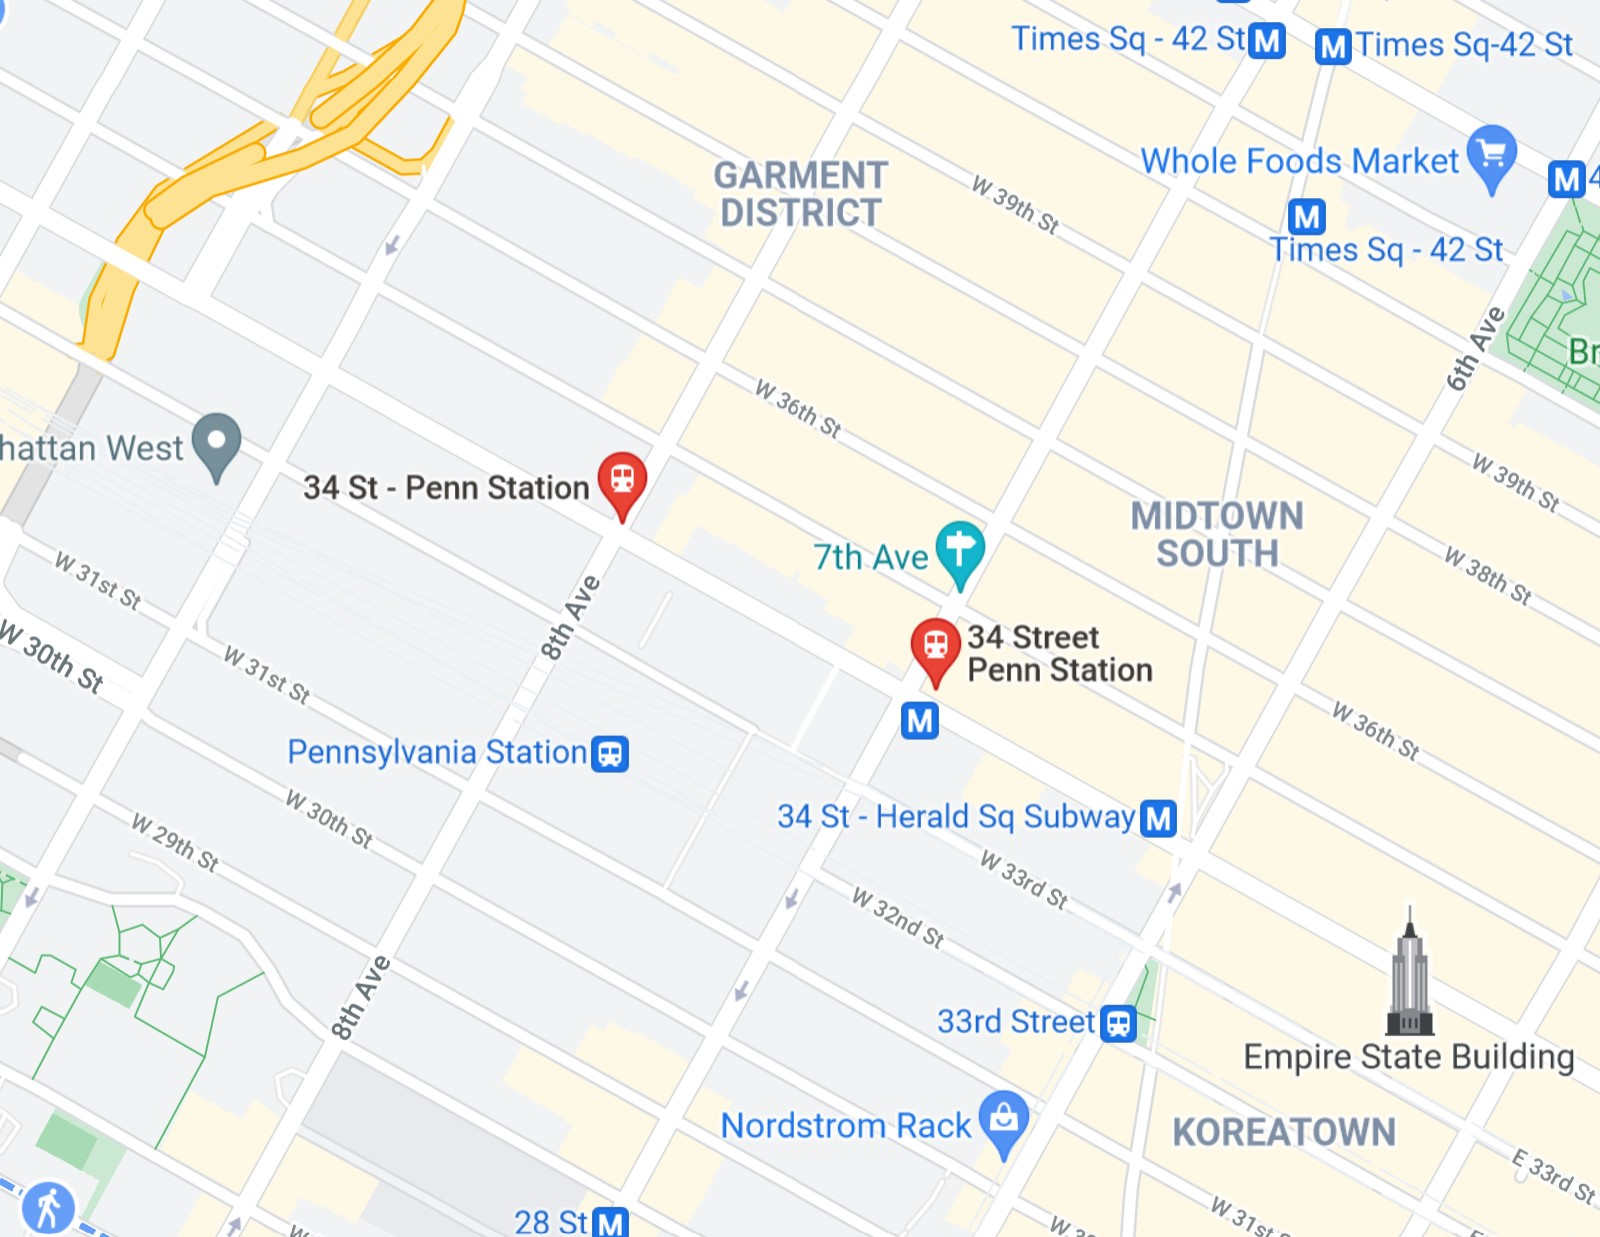 Times Sq - 42 St M
M Times Sq-42 St
Whole Foods Market
M 4
GARMENT
DISTRICT
W 39th St
M
Times Sq - 42 St
6th Ave
Br
W 36th St
hattan West
34 St - Penn Station
W 39th St
MIDTOWN
SOUTH
7th Ave
W 38th St
W 31st St
8th Ave
W 30th St
W 31st St
34 Street
Penn Station
M
W 36th St
Pennsylvania Station
34 St - Herald Sq Subway M
W 30th St
W 29th St
W 33rd St
W 32nd St
8th Ave
33rd Street
Empire State Building
Nordstrom Rack
KOREATOWN
E 33rd St
28 St M
W 31st S
W
W 3
E